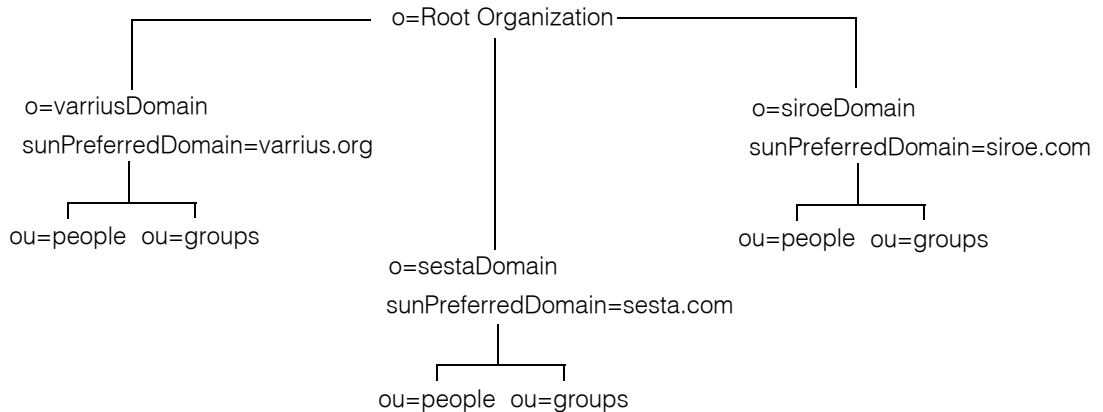 o=Root Organization
o=varriusDomain
sunPreferredDomain=varrius.org
ou=people ou=groups
o=siroeDomain
sunPreferredDomain=siroe.com
ou=people ou=groups
o=sestaDomain
sunPreferredDomain=sesta.com
ou=people ou=groups